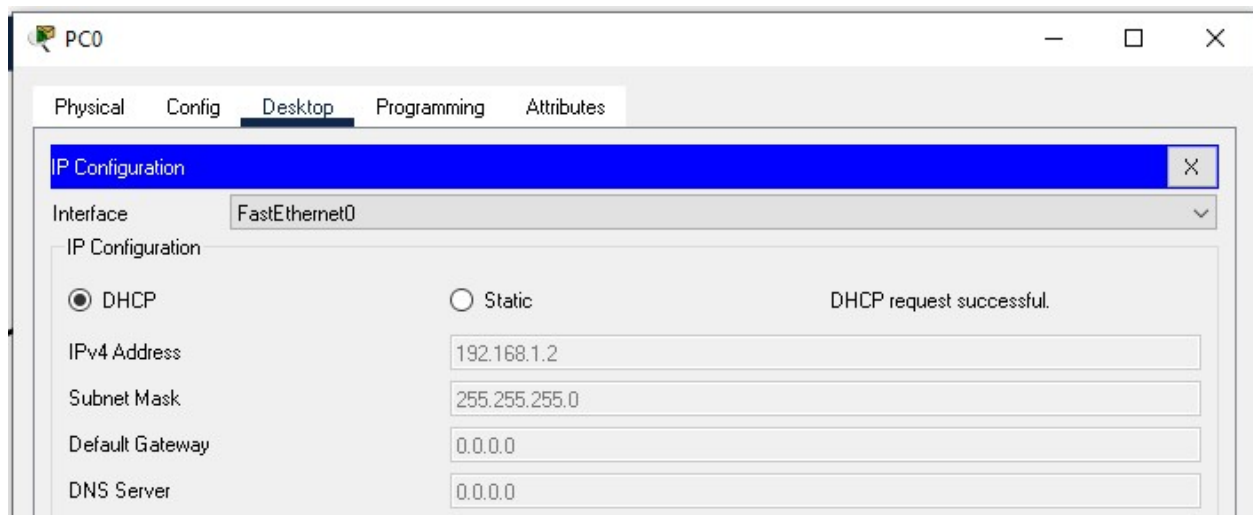 PC0
Physical Config Desktop Programming Attributes
IP Configuration X
Interface FastEthernet0
IP Configuration
DHCP Static DHCP request successful.
IPv4 Address 192.168.1.2
Subnet Mask 255.255.255.0
Default Gateway 0.0.0.0
DNS Server 0.0.0.0